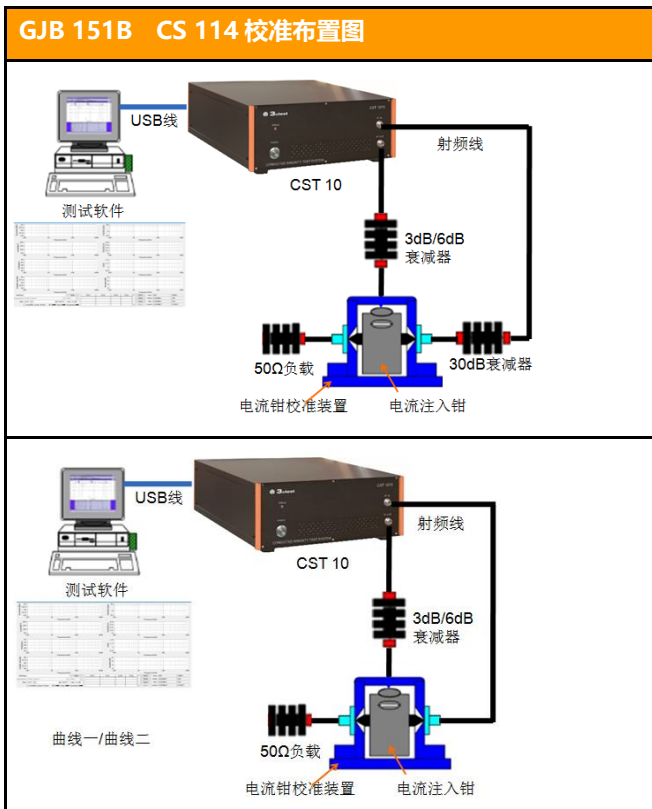 GJB 151B CS 114 校准布置图
USB线
3ctest
CST 10
射频线
测试软件
3dB/6dB
衰减器
50Ω负载
30dB衰减器
电流钳校准装置
电流注入钳
USB线
3ctest
CST 10
射频线
测试软件
3dB/6dB
衰减器
曲线一/曲线二
50Ω负载
电流钳校准装置
电流注入钳